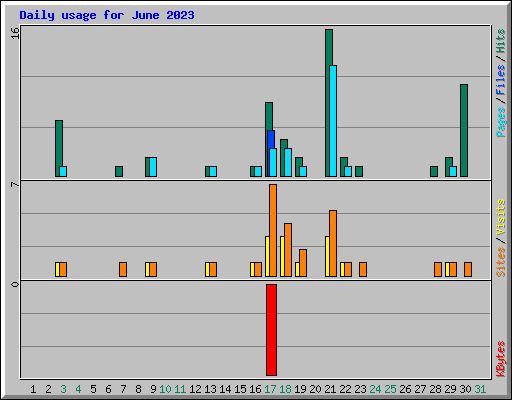 Daily usage for June 2023
16
7
0
Pages/Files/Hits
Sites/Visits
KBytes
1 2 3 4 5 6 7 8 9 10 11 12 13 14 15 16 17 18 19 20 21 22 23 24 25 26 27 28 29 30 31